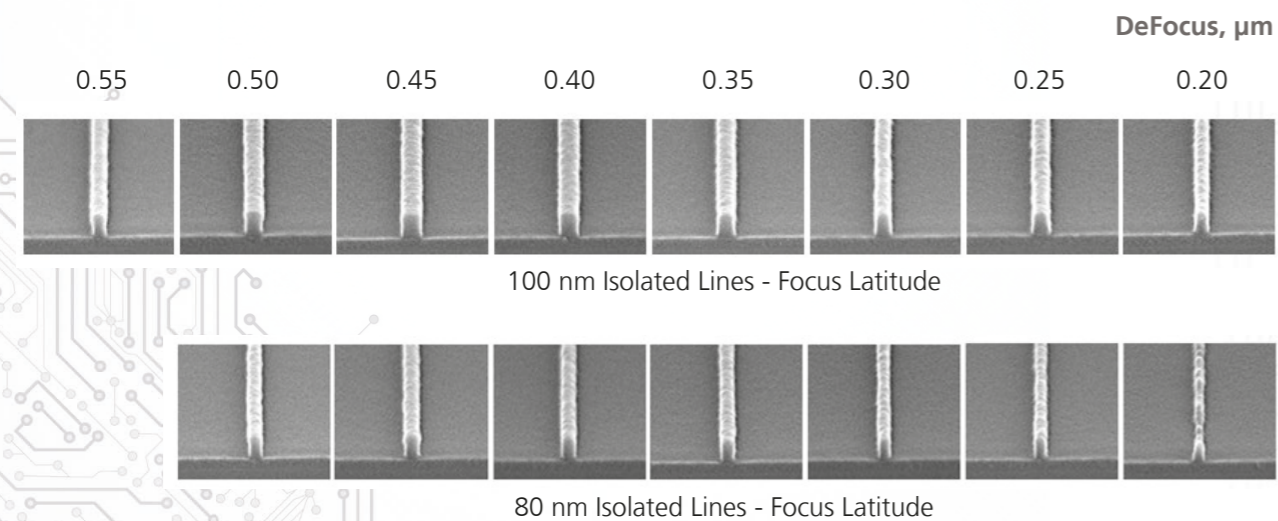 DeFocus, µm
0.55 0.50 0.45 0.40 0.35 0.30 0.25 0.20
100 nm Isolated Lines - Focus Latitude
80 nm Isolated Lines - Focus Latitude